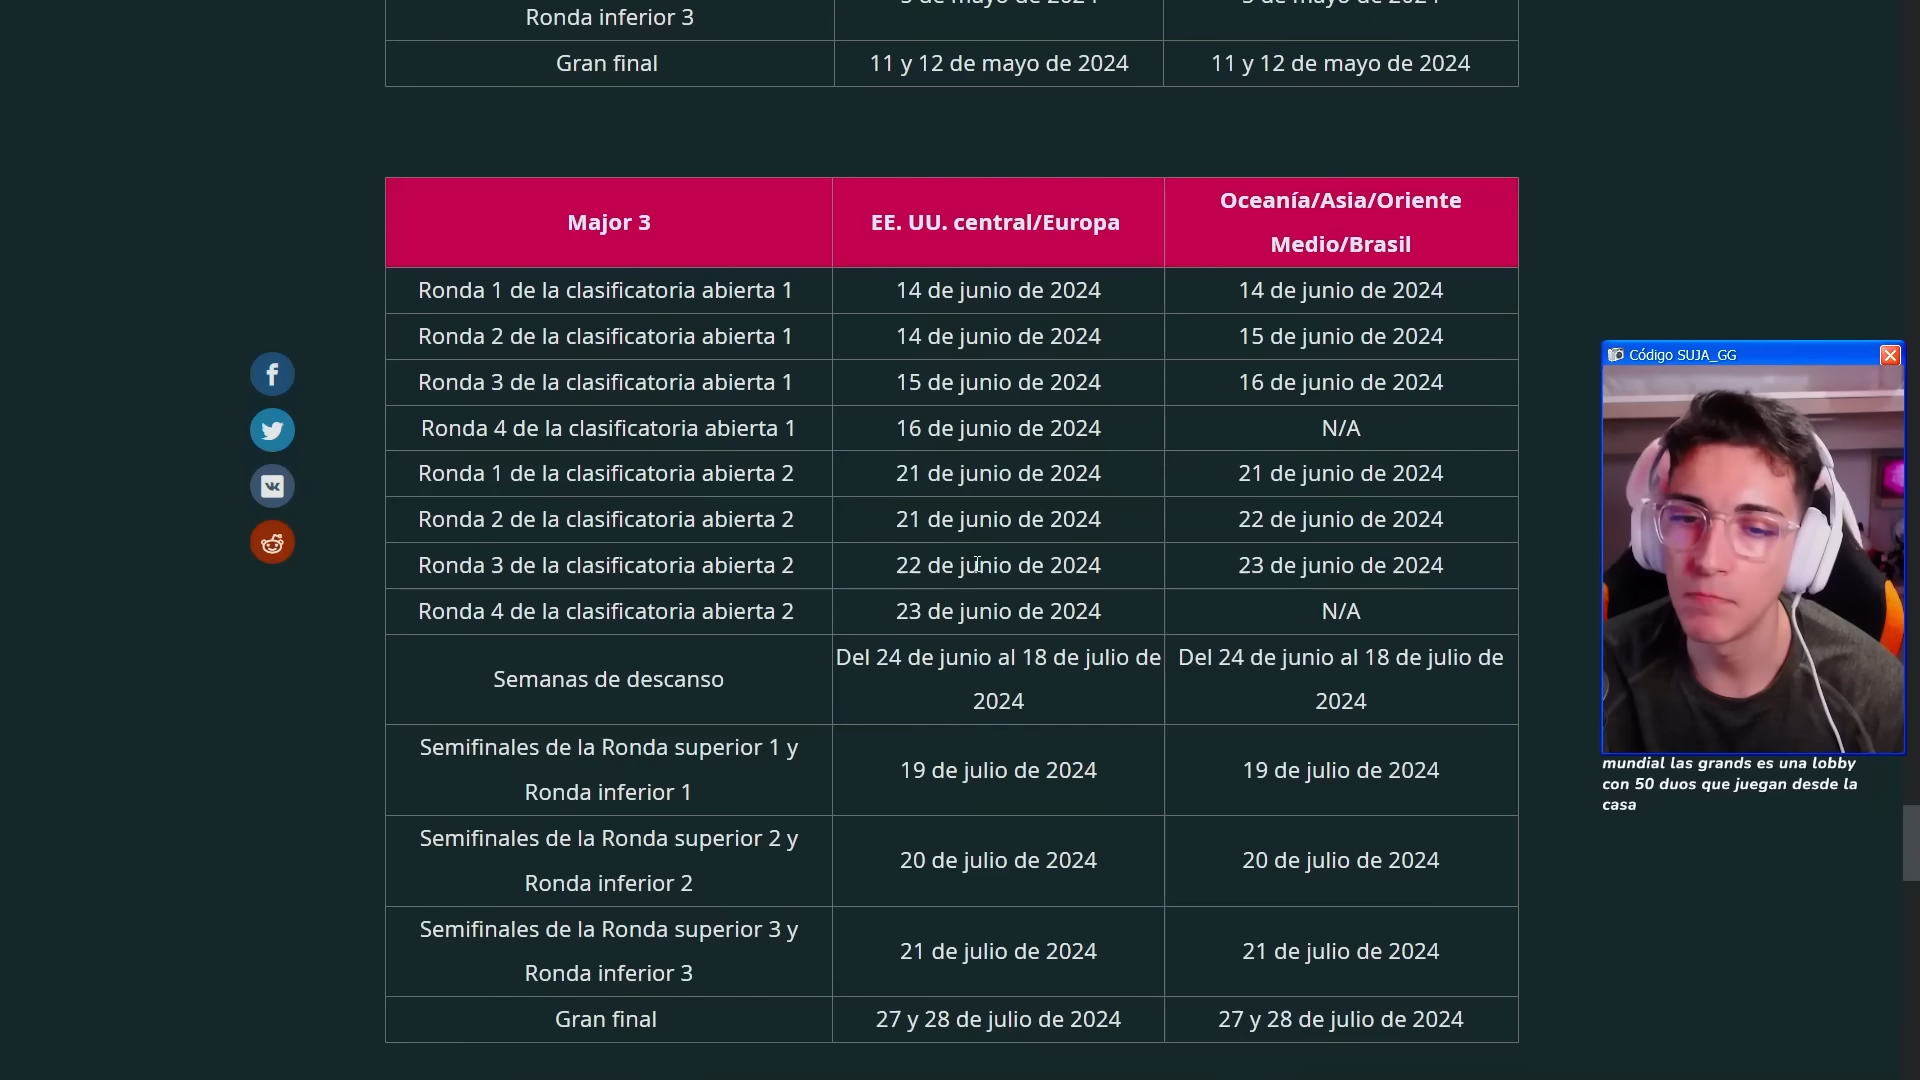 Ronda inferior 3
Gran final	11 y 12 de mayo de 2024	11 y 12 de mayo de 2024
Major 3	EE. UU. central/Europa	Oceanía/Asia/Oriente
Medio/Brasil
Ronda 1 de la clasificatoria abierta 1	14 de junio de 2024	14 de junio de 2024
Ronda 2 de la clasificatoria abierta 1	14 de junio de 2024	15 de junio de 2024
Ronda 3 de la clasificatoria abierta 1	15 de junio de 2024	16 de junio de 2024
Ronda 4 de la clasificatoria abierta 1	16 de junio de 2024	N/A
Ronda 1 de la clasificatoria abierta 2	21 de junio de 2024	21 de junio de 2024
Ronda 2 de la clasificatoria abierta 2	21 de junio de 2024	22 de junio de 2024
Ronda 3 de la clasificatoria abierta 2	22 de junio de 2024	23 de junio de 2024
Ronda 4 de la clasificatoria abierta 2	23 de junio de 2024	N/A
Semanas de descanso	Del 24 de junio al 18 de julio de
2024	Del 24 de junio al 18 de julio de
2024
Semifinales de la Ronda superior 1 y
Ronda inferior 1	19 de julio de 2024	19 de julio de 2024
Semifinales de la Ronda superior 2 y
Ronda inferior 2	20 de julio de 2024	20 de julio de 2024
Semifinales de la Ronda superior 3 y
Ronda inferior 3	21 de julio de 2024	21 de julio de 2024
Gran final	27 y 28 de julio de 2024	27 y 28 de julio de 2024
Código SUJA_GG
mundial las grands es una lobby
con 50 duos que juegan desde la
casa